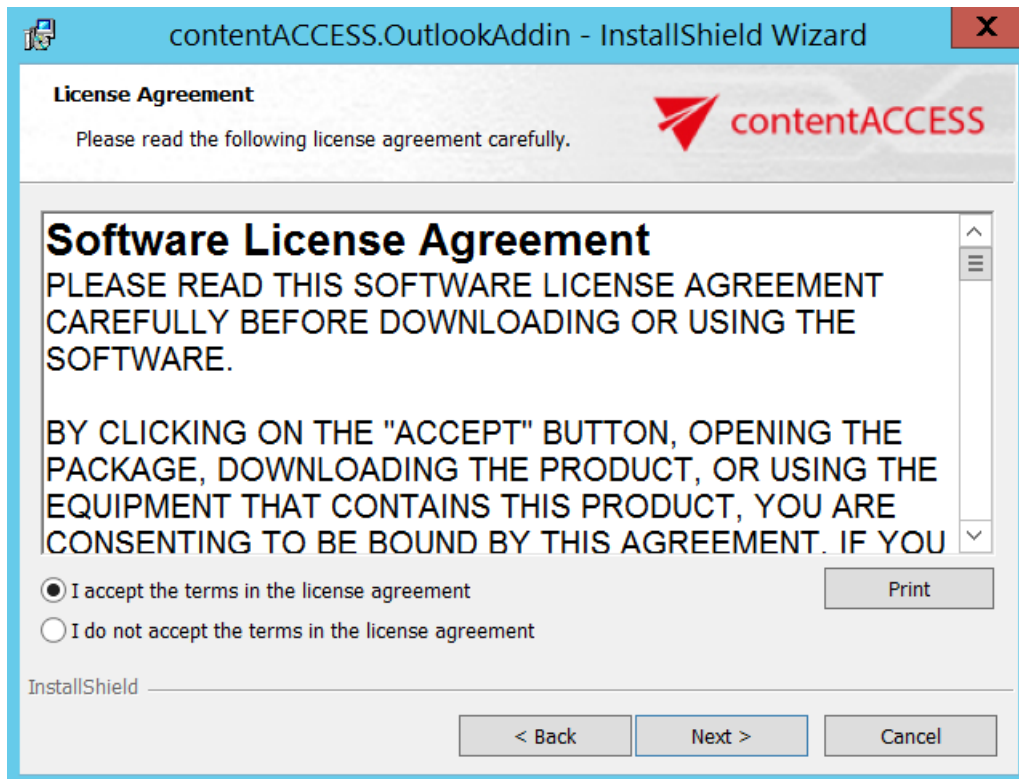 contentACCESS.OutlookAddin - InstallShield Wizard
X
License Agreement
Please read the following license agreement carefully.
contentACCESS
Software License Agreement
PLEASE READ THIS SOFTWARE LICENSE AGREEMENT
CAREFULLY BEFORE DOWNLOADING OR USING THE
SOFTWARE.
BY CLICKING ON THE "ACCEPT" BUTTON, OPENING THE
PACKAGE, DOWNLOADING THE PRODUCT, OR USING THE
EQUIPMENT THAT CONTAINS THIS PRODUCT, YOU ARE
CONSENTING TO BE BOUND BY THIS AGREEMENT. IF YOU
I accept the terms in the license agreement
Print
I do not accept the terms in the license agreement
InstallShield
< Back
Next >
Cancel